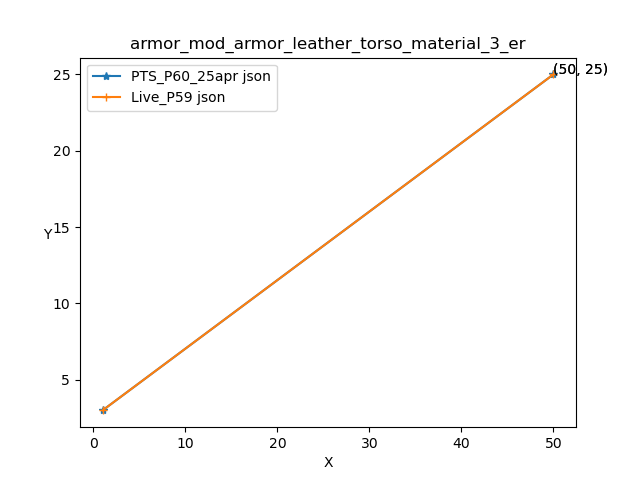 armor_mod_armor_leather_torso_material_3_er
PTS_P60_25apr json
Live_P59 json
(50, 25)
25
20
15
10
5
Y
0
10
20
30
40
50
X